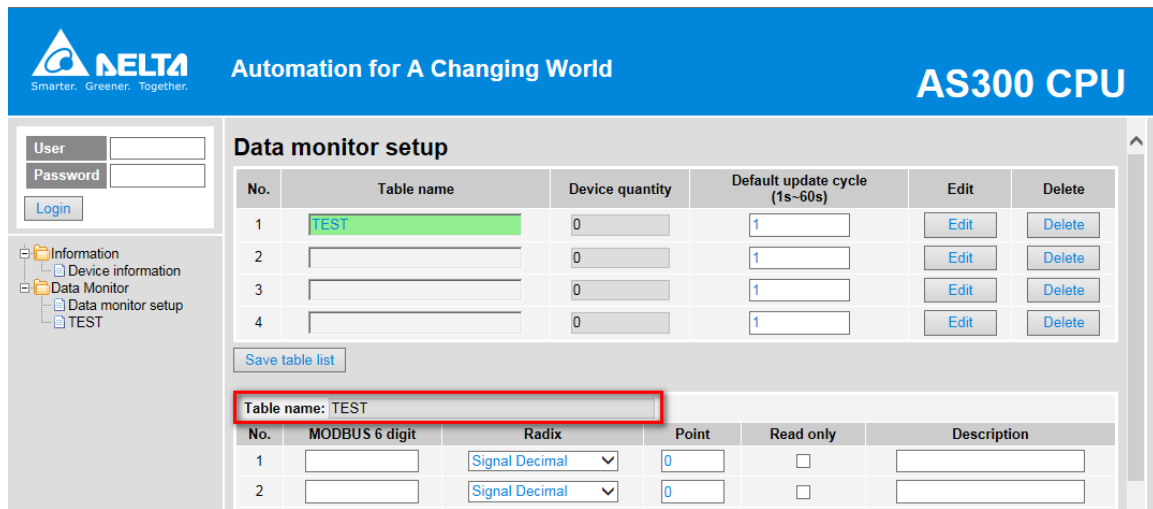 DELTA
Smarter. Greener. Together.
Automation for A Changing World
AS300 CPU
User
Password
Login
Information
Device information
Data Monitor
Data monitor setup
TEST
Data monitor setup
No. Table name Device quantity Default update cycle (1s~60s) Edit Delete
1 TEST 0 1 Edit Delete
2 0 1 Edit Delete
3 0 1 Edit Delete
4 0 1 Edit Delete
Save table list
Table name: TEST
No. MODBUS 6 digit Radix Point Read only Description
1 Signal Decimal 0
2 Signal Decimal 0